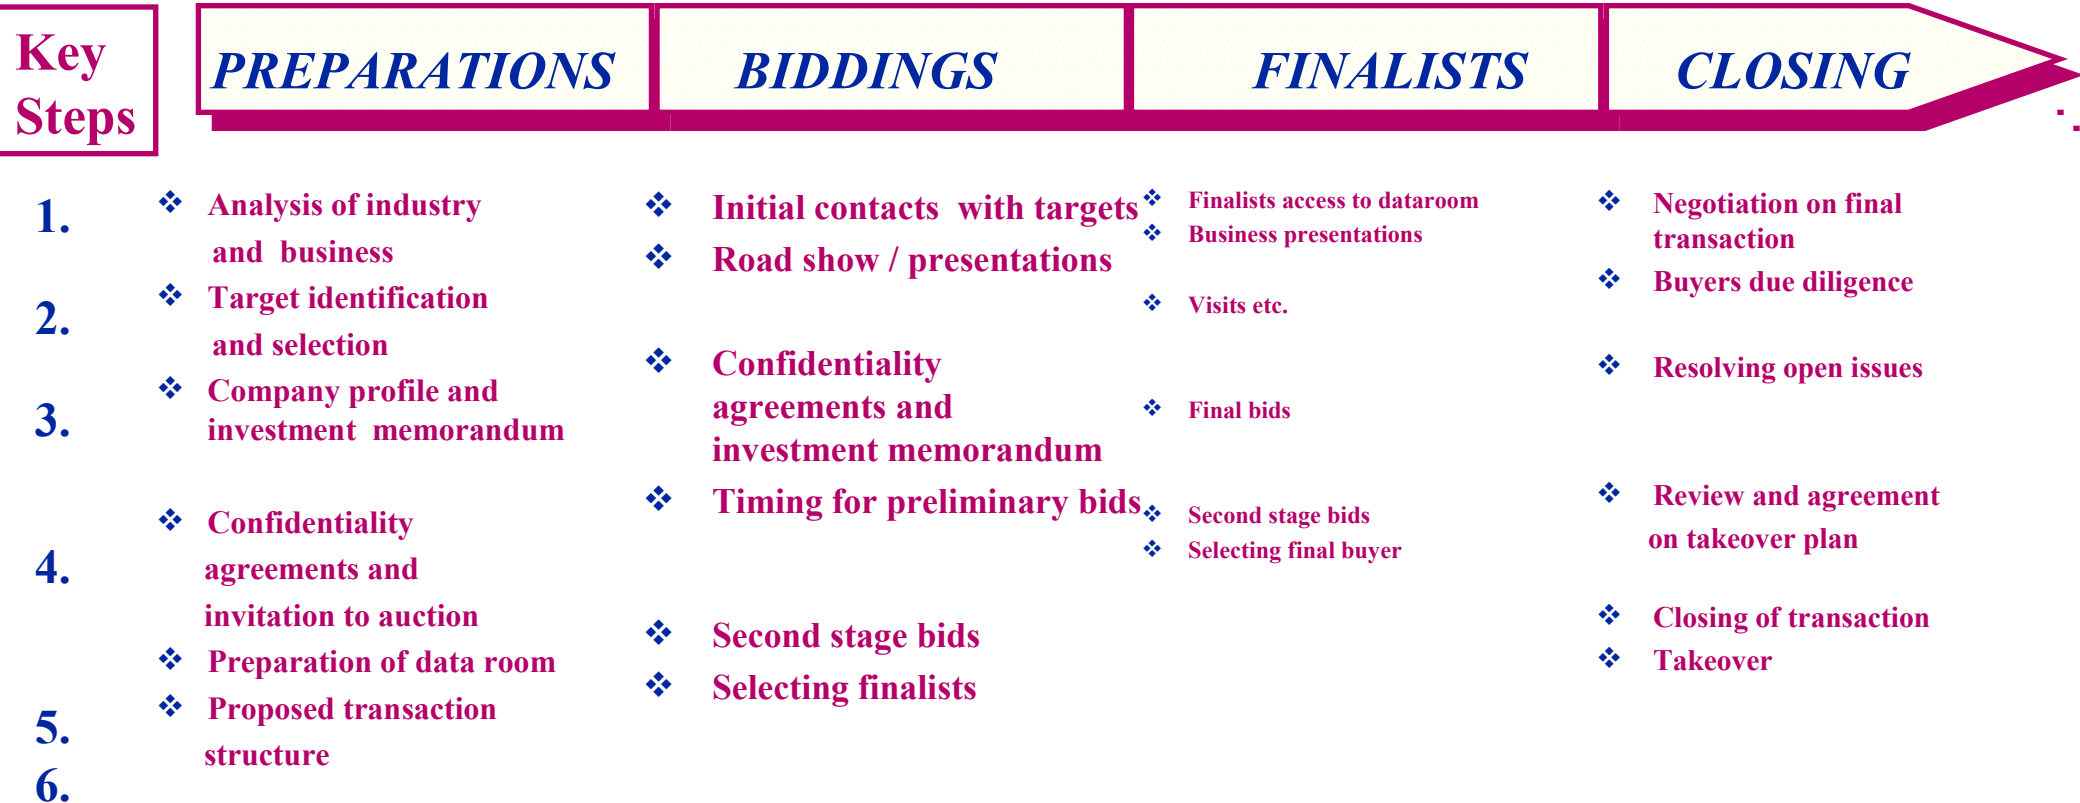 Key
Steps
PREPARATIONS
BIDDINGS
FINALISTS
CLOSING
1.
2.
3.
4.
5.
6.
Analysis of industry
and business
Target identification
and selection
Company profile and
investment memorandum
Confidentiality
agreements and
invitation to auction
Preparation of data room
Proposed transaction
structure
Initial contacts with targets
Road show / presentations
Confidentiality
agreements and
investment memorandum
Timing for preliminary bids
Second stage bids
Selecting finalists
Finalists access to dataroom
Business presentations
Visits etc.
Final bids
Second stage bids
Selecting final buyer
Negotiation on final
transaction
Buyers due diligence
Resolving open issues
Review and agreement
on takeover plan
Closing of transaction
Takeover